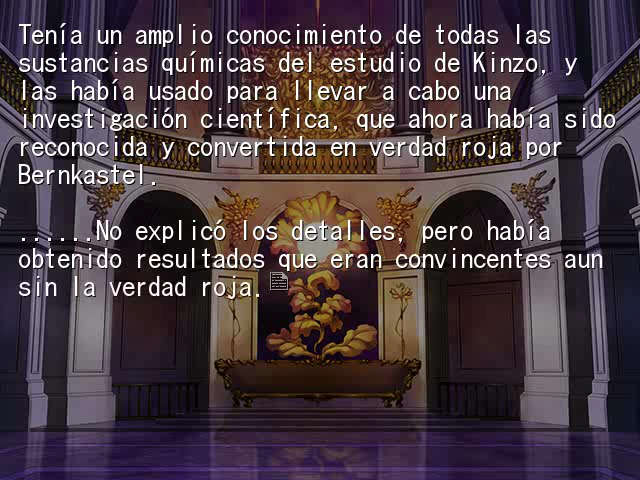 Tenía un amplio conocimiento de todas las
sustancias químicas del estudio de Kinzo, y
las había usado para llevar a cabo una
investigación científica, que ahora había sido
reconocida y convertida en verdad roja por
Bernkastel.
......No explicó los detalles, pero había
obtenido resultados que eran convincentes aun
sin la verdad roja.